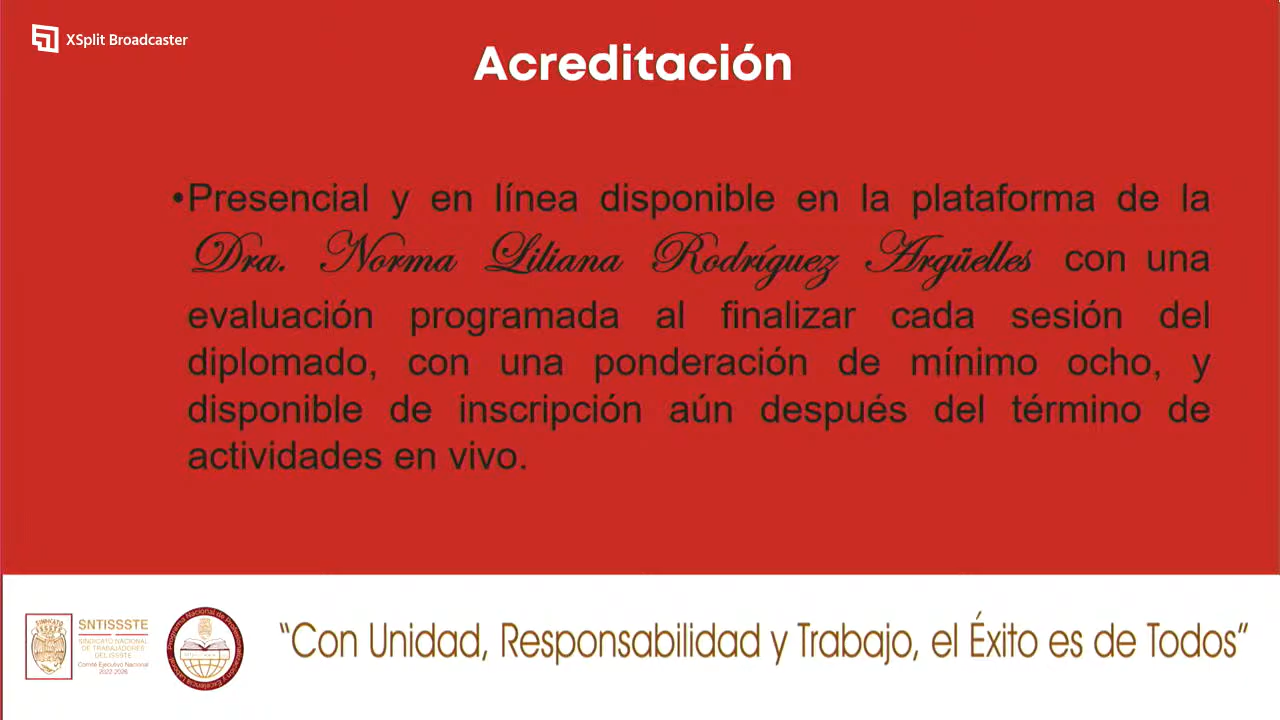 XSplit Broadcaster
Acreditación
•Presencial y en línea disponible en la plataforma de la
Dra. Norma Liliana Rodríguez Argüelles con una
evaluación programada al finalizar cada sesión del
diplomado, con una ponderación de mínimo ocho, y
disponible de inscripción aún después del término de
actividades en vivo.
SNTISSSTE
SINDICATO NACIONAL
DE TRABAJADORES
DEL ISSSTE
Comité Ejecutivo Nacional
2022-2028
"Con Unidad, Responsabilidad y Trabajo, el Éxito es de Todos"